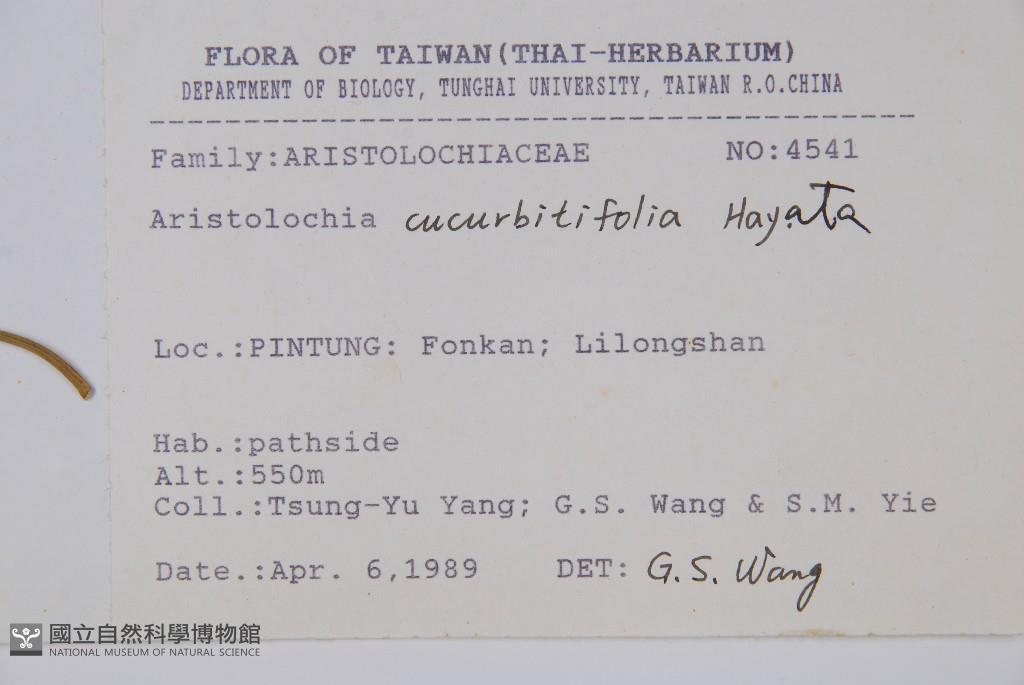 FLORA OF TAIWAN(THAI-HERBARIUM)
DEPARTMENT OF BIOLOGY, TUNGHAI UNIVERSITY, TAIWAN R.O.CHINA
Family:ARISTOLOCHIACEAE NO:4541
Aristolochia cucurbitifolia Hayata
Loc.:PINTUNG: Fonkan; Lilongshan
Hab.:pathside
Alt.:550m
Coll.:Tsung-Yu Yang; G.S. Wang & S.M. Yie
Date.:Apr. 6,1989 DET: G.S. Wang
國立自然科學博物館
NATIONAL MUSEUM OF NATURAL SCIENCE